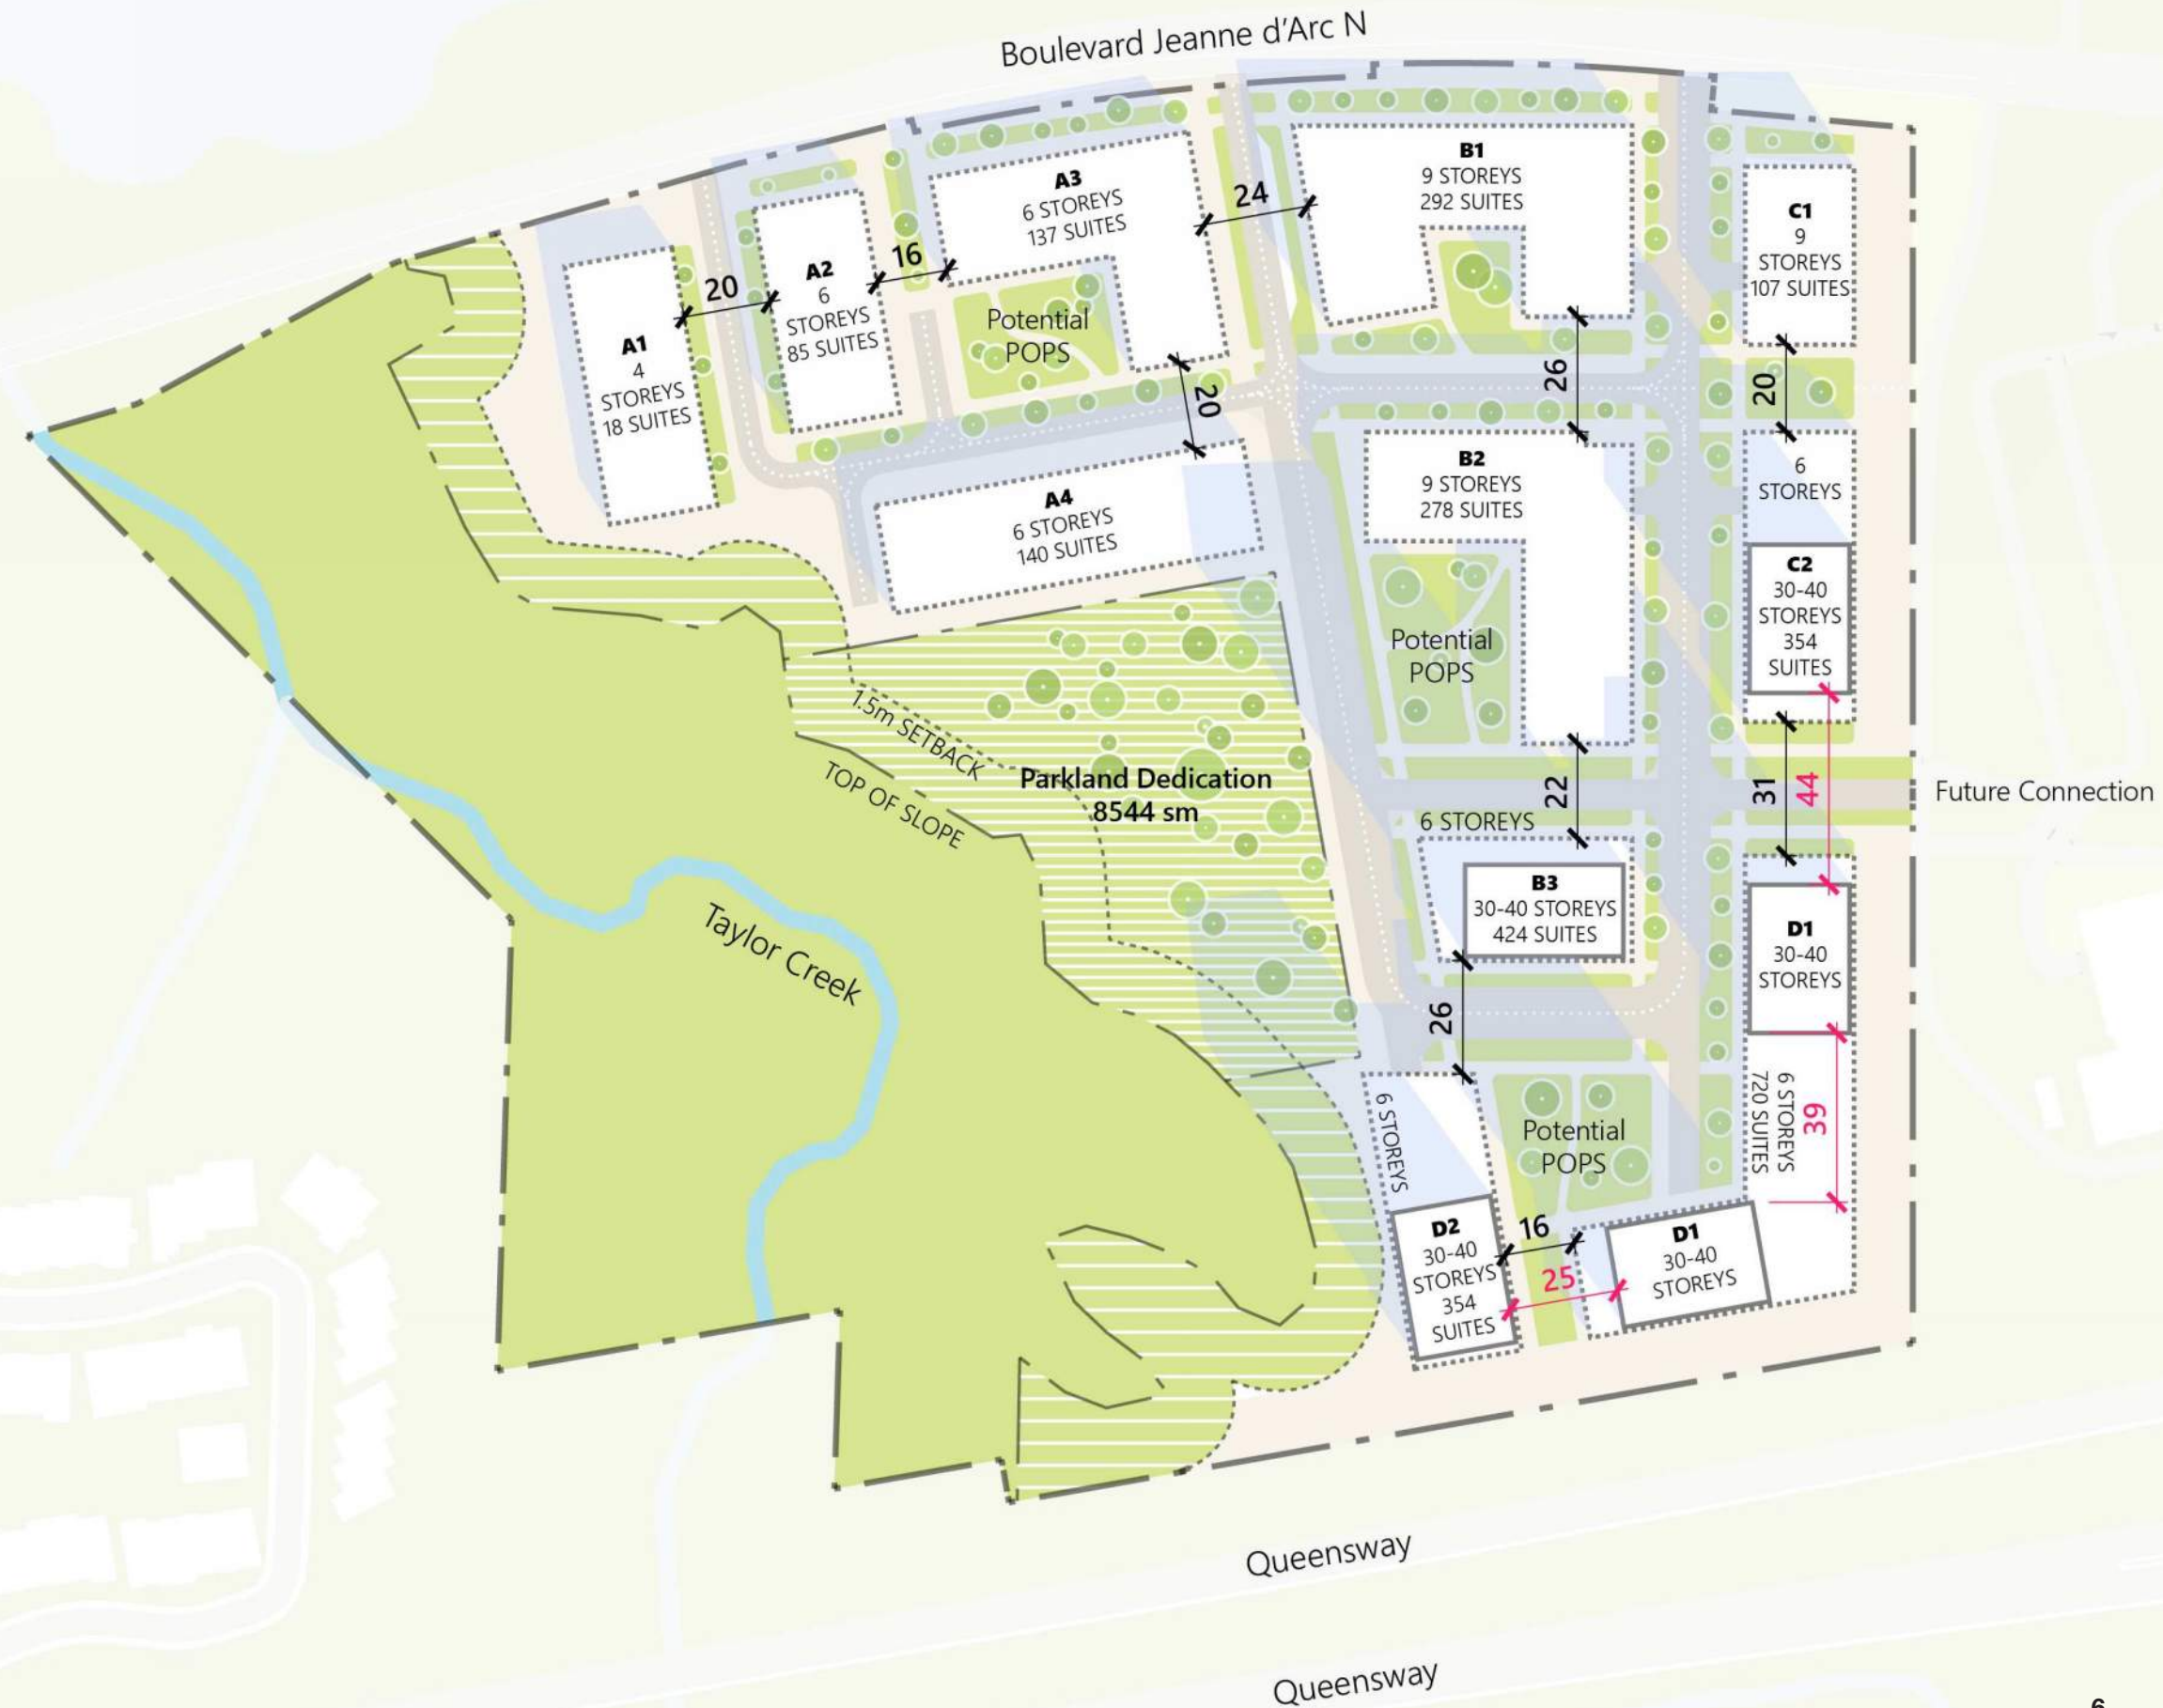 Boulevard Jeanne d'Arc N
A1
4
STOREYS
18 SUITES
20
A2
6
STOREYS
85 SUITES
16
A3
6 STOREYS
137 SUITES
Potential
POPS
24
20
A4
6 STOREYS
140 SUITES
B1
9 STOREYS
292 SUITES
26
C1
9
STOREYS
107 SUITES
20
B2
9 STOREYS
278 SUITES
Potential
POPS
6
STOREYS
C2
30-40
STOREYS
354
SUITES
22
31
44
Future Connection
1.5m SETBACK
TOP OF SLOPE
Parkland Dedication
8544 sm
6 STOREYS
B3
30-40 STOREYS
424 SUITES
26
D1
30-40
STOREYS
6 STOREYS
720 SUITES
39
Taylor Creek
6 STOREYS
Potential
POPS
D2
30-40
STOREYS
354
SUITES
16
25
D1
30-40
STOREYS
Queensway
Queensway
6